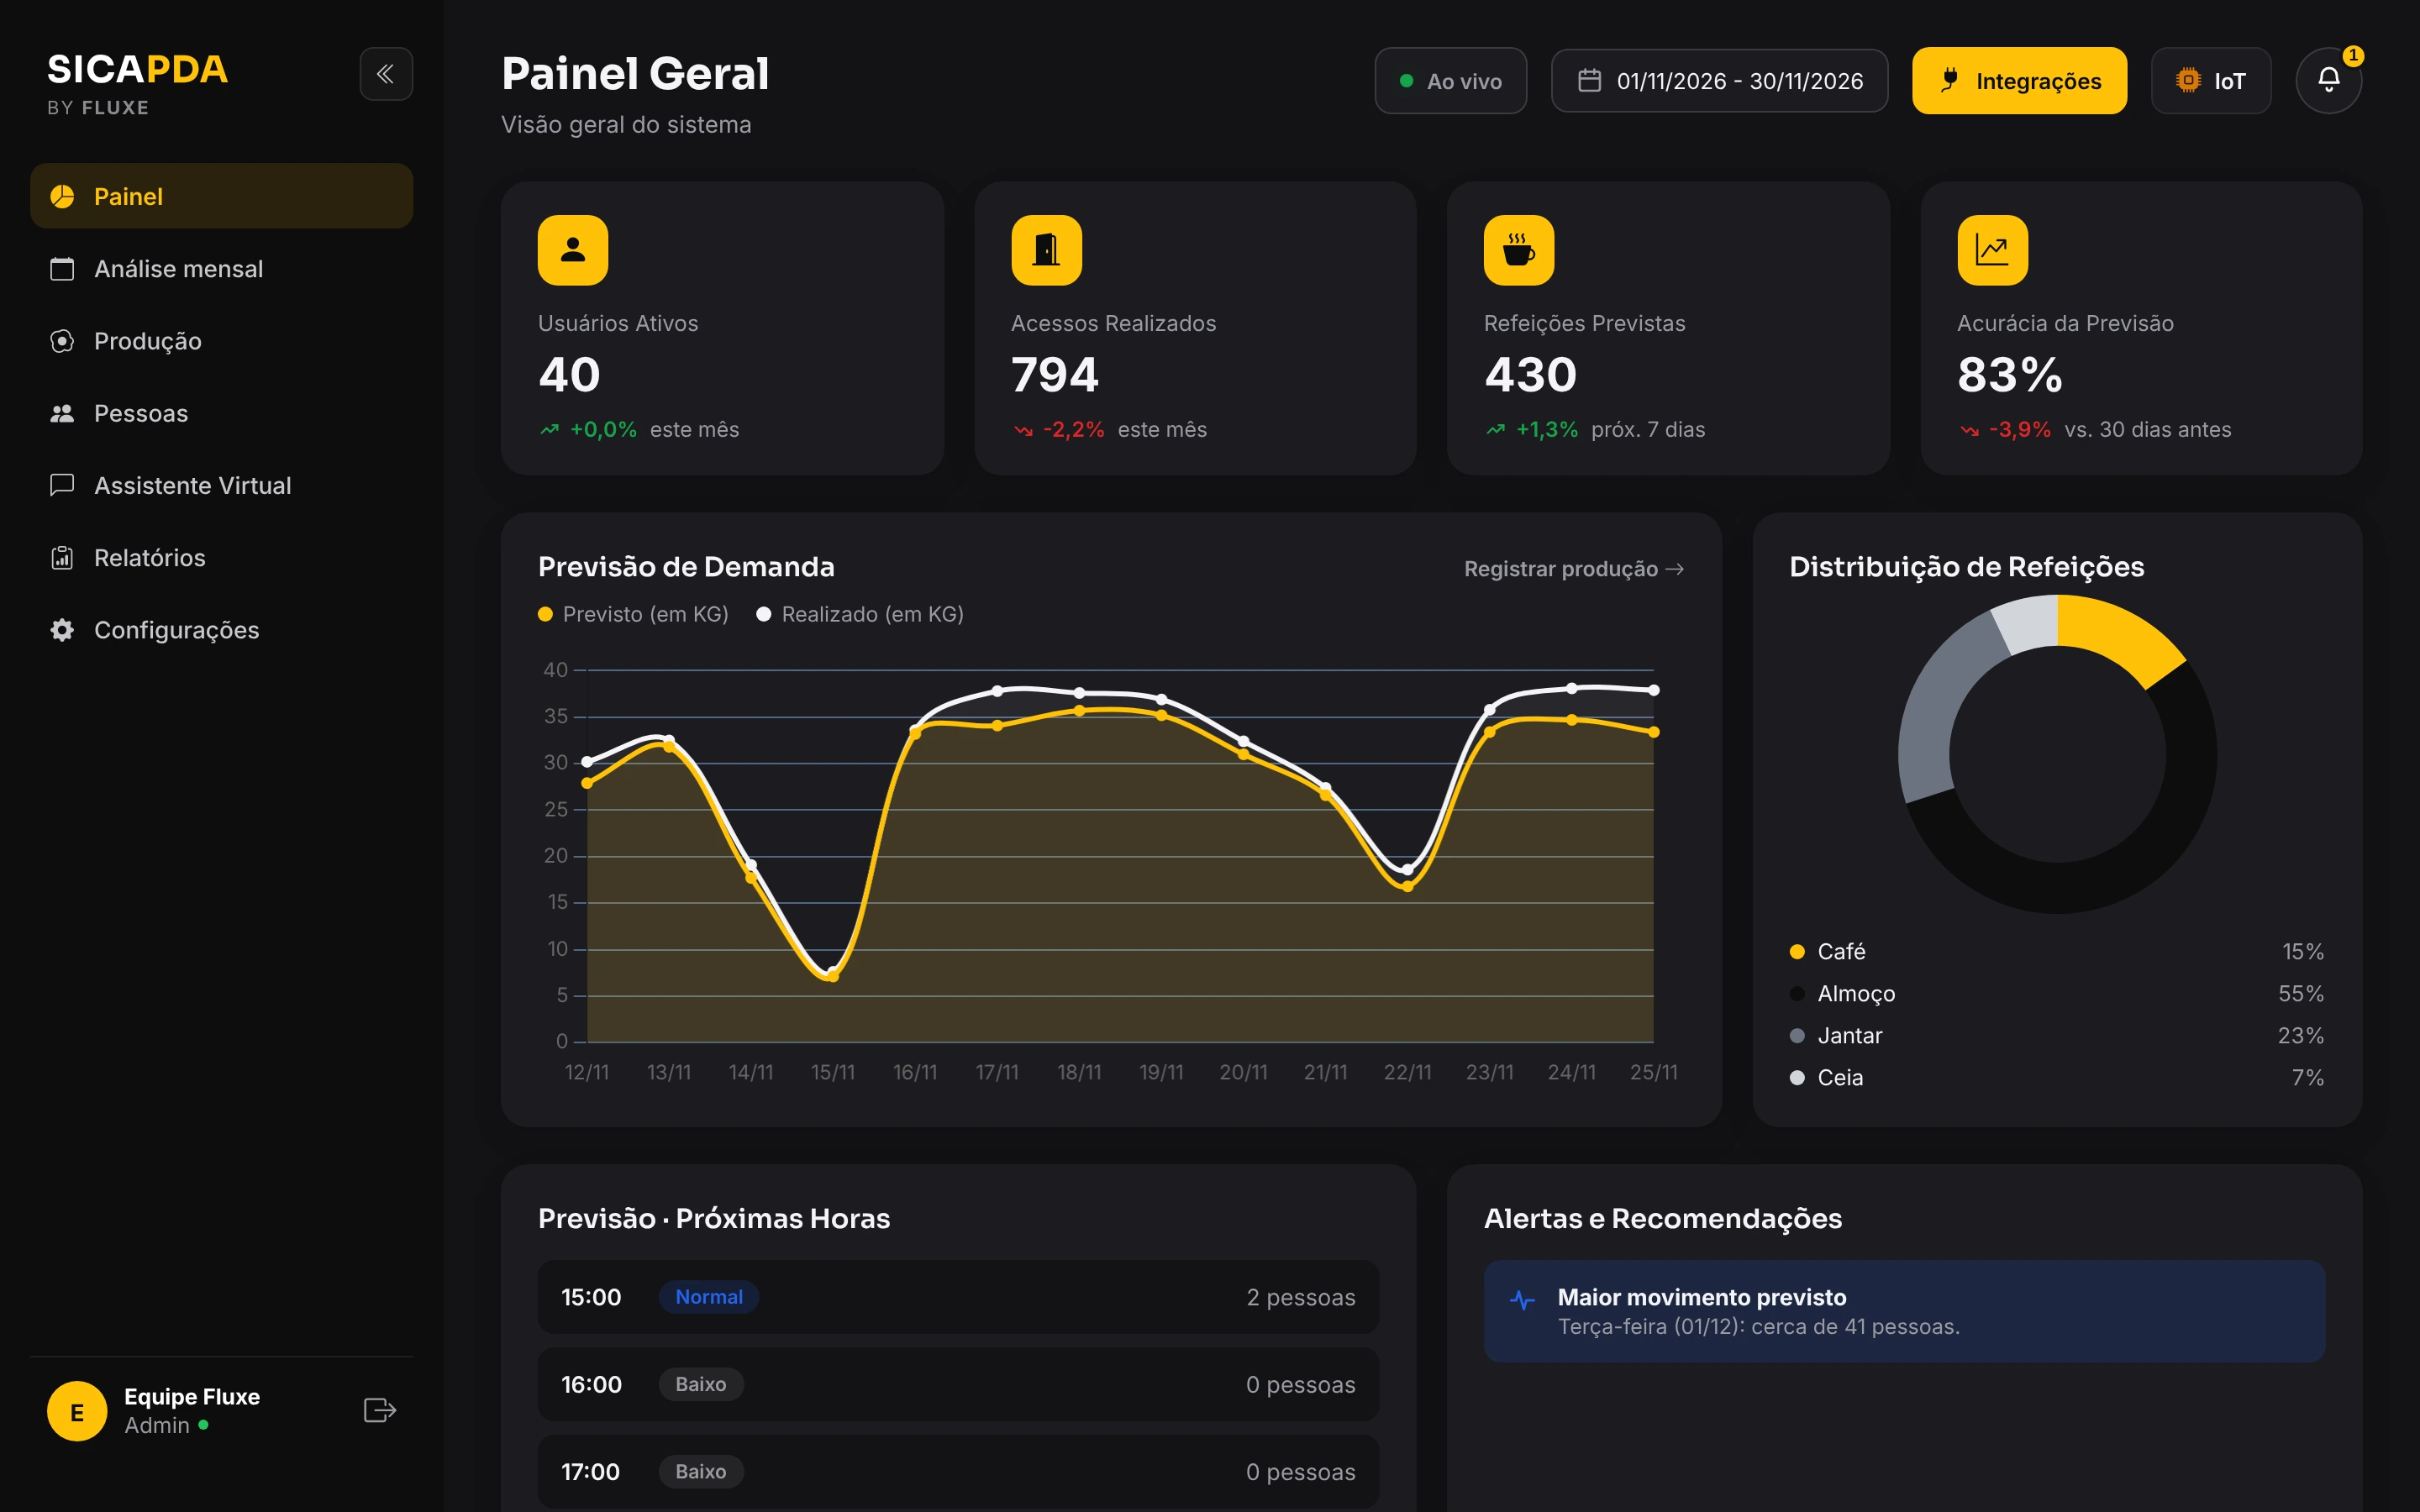 SICAPDA
BY FLUXE
Painel
Análise mensal
Produção
Pessoas
Assistente Virtual
Relatórios
Configurações
Equipe Fluxe
E
Admin
Painel Geral
Visão geral do sistema
Ao vivo
01/11/2026 - 30/11/2026
Integrações
IoT
1
Usuários Ativos
40
+0,0% este mês
Acessos Realizados
794
-2,2% este mês
Refeições Previstas
430
+1,3% próx. 7 dias
Acurácia da Previsão
83%
-3,9% vs. 30 dias antes
Previsão de Demanda
Registrar produção →
Previsto (em KG) Realizado (em KG)
40
35
30
25
20
15
10
5
0
12/11 13/11 14/11 15/11 16/11 17/11 18/11 19/11 20/11 21/11 22/11 23/11 24/11 25/11
Distribuição de Refeições
Café 15%
Almoço 55%
Jantar 23%
Ceia 7%
Previsão · Próximas Horas
15:00 Normal 2 pessoas
16:00 Baixo 0 pessoas
17:00 Baixo 0 pessoas
Alertas e Recomendações
Maior movimento previsto
Terça-feira (01/12): cerca de 41 pessoas.